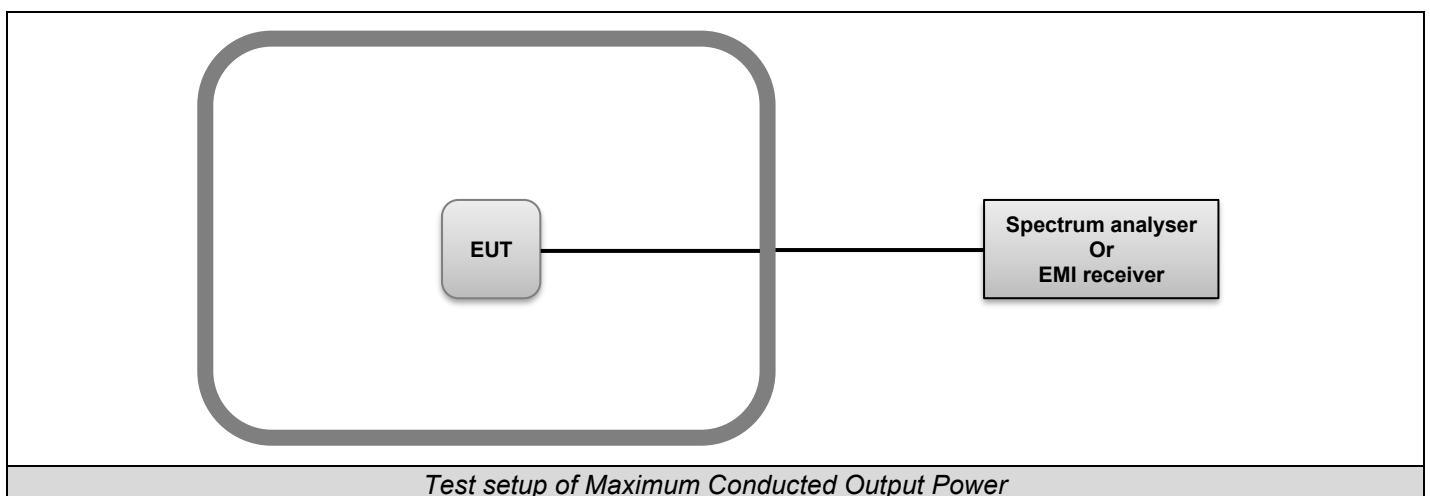 EUT
Spectrum analyser
Or
EMI receiver
Test setup of Maximum Conducted Output Power